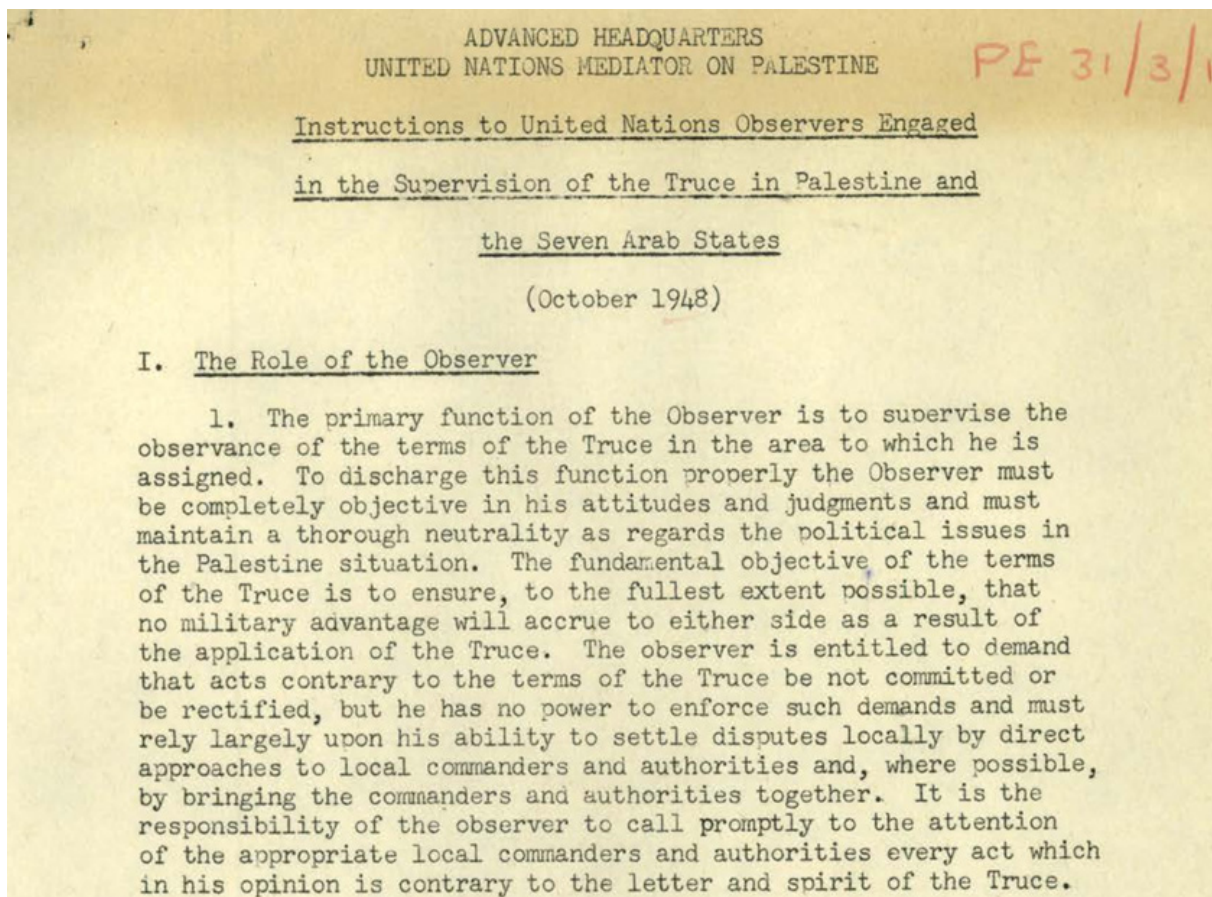 ADVANCED HEADQUARTERS
UNITED NATIONS MEDIATOR ON PALESTINE
PE 31/3/
Instructions to United Nations Observers Engaged
in the Supervision of the Truce in Palestine and
the Seven Arab States
(October 1948)
I. The Role of the Observer
1. The primary function of the Observer is to supervise the
observance of the terms of the Truce in the area to which he is
assigned. To discharge this function properly the Observer must
be completely objective in his attitudes and judgments and must
maintain a thorough neutrality as regards the political issues in
the Palestine situation. The fundamental objective of the terms
of the Truce is to ensure, to the fullest extent possible, that
no military advantage will accrue to either side as a result of
the application of the Truce. The observer is entitled to demand
that acts contrary to the terms of the Truce be not committed or
be rectified, but he has no power to enforce such demands and must
rely largely upon his ability to settle disputes locally by direct
approaches to local commanders and authorities and, where possible,
by bringing the commanders and authorities together. It is the
responsibility of the observer to call promptly to the attention
of the appropriate local commanders and authorities every act which
in his opinion is contrary to the letter and spirit of the Truce.